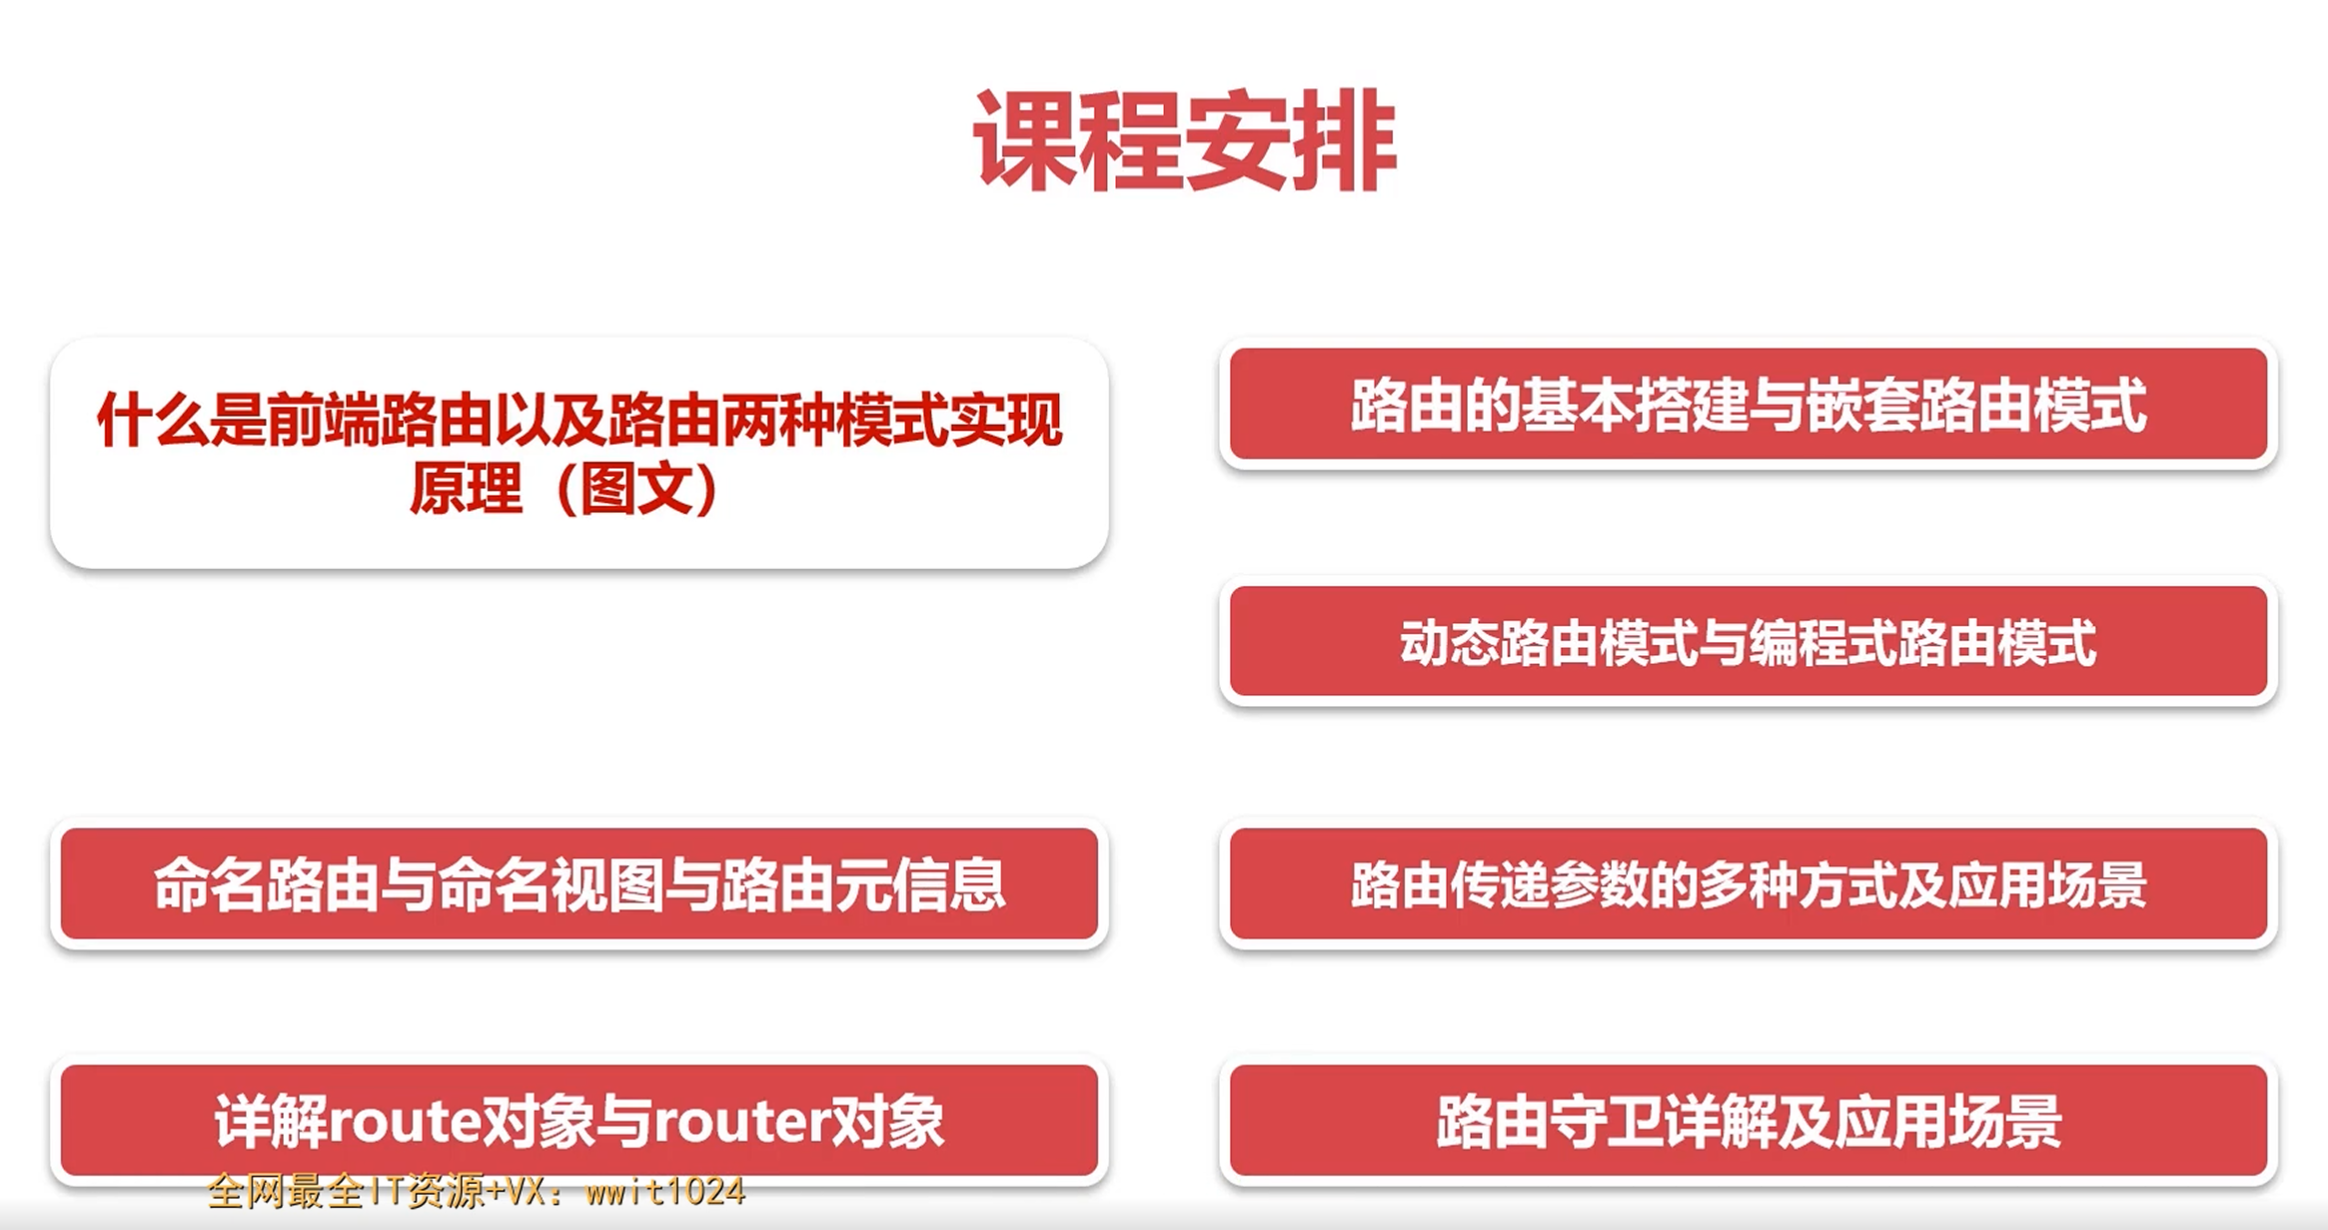 课程安排
什么是前端路由以及路由两种模式实现
原理（图文）
路由的基本搭建与嵌套路由模式
动态路由模式与编程式路由模式
命名路由与命名视图与路由元信息
路由传递参数的多种方式及应用场景
详解route对象与router对象
路由守卫详解及应用场景
全网最全IT资源+VX：wwit1024